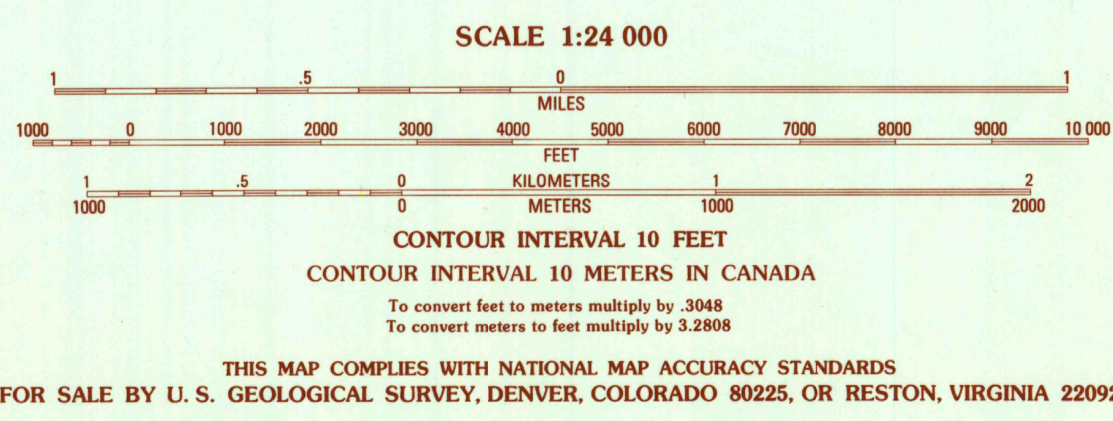 SCALE 1:24 000
1 .5 0 1
MILES
1000 0 1000 2000 3000 4000 5000 6000 7000 8000 9000 10 000
FEET
1 .5 0 KILOMETERS 1 2
1000 0 METERS 1000 2000
CONTOUR INTERVAL 10 FEET
CONTOUR INTERVAL 10 METERS IN CANADA
To convert feet to meters multiply by .3048
To convert meters to feet multiply by 3.2808
THIS MAP COMPLIES WITH NATIONAL MAP ACCURACY STANDARDS
FOR SALE BY U. S. GEOLOGICAL SURVEY, DENVER, COLORADO 80225, OR RESTON, VIRGINIA 22092